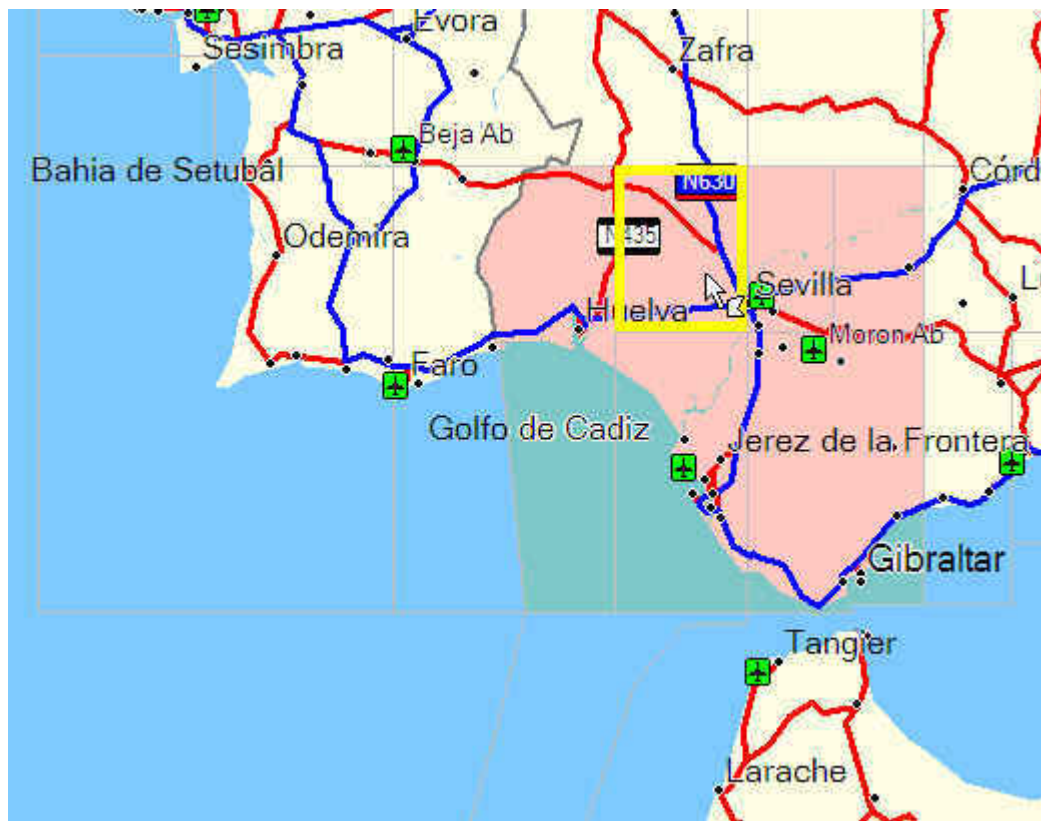 Evora
Sesimbra
Zafra
Beja Ab
Bahia de Setubâl
N630
Córd
Odemira
N435
Sevilla
Huelva
Moron Ab
Faro
Golfo de Cadiz
Jerez de la Frontera
Gibraltar
Tangier
Larache